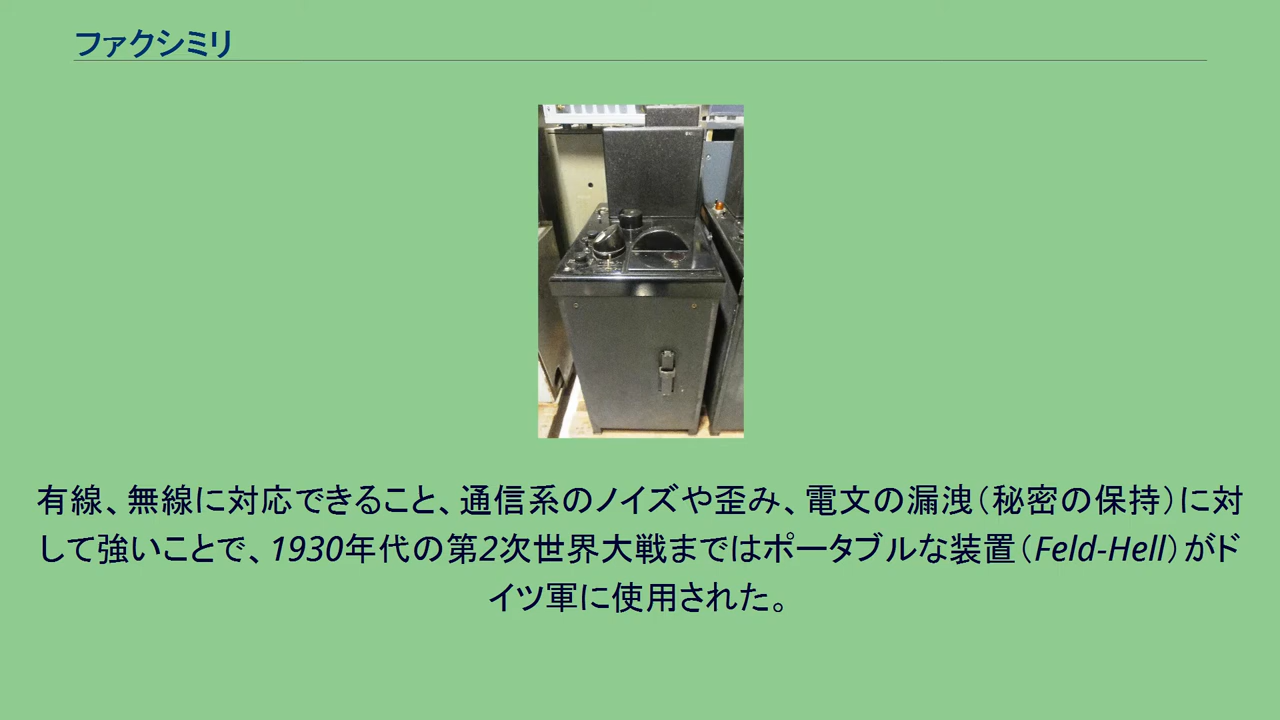 ファクシミリ
有線、無線に対応できること、通信系のノイズや歪み、電文の漏洩（秘密の保持）に対
して強いことで、1930年代の第2次世界大戦まではポータブルな装置（Feld-Hell）がド
イツ軍に使用された。